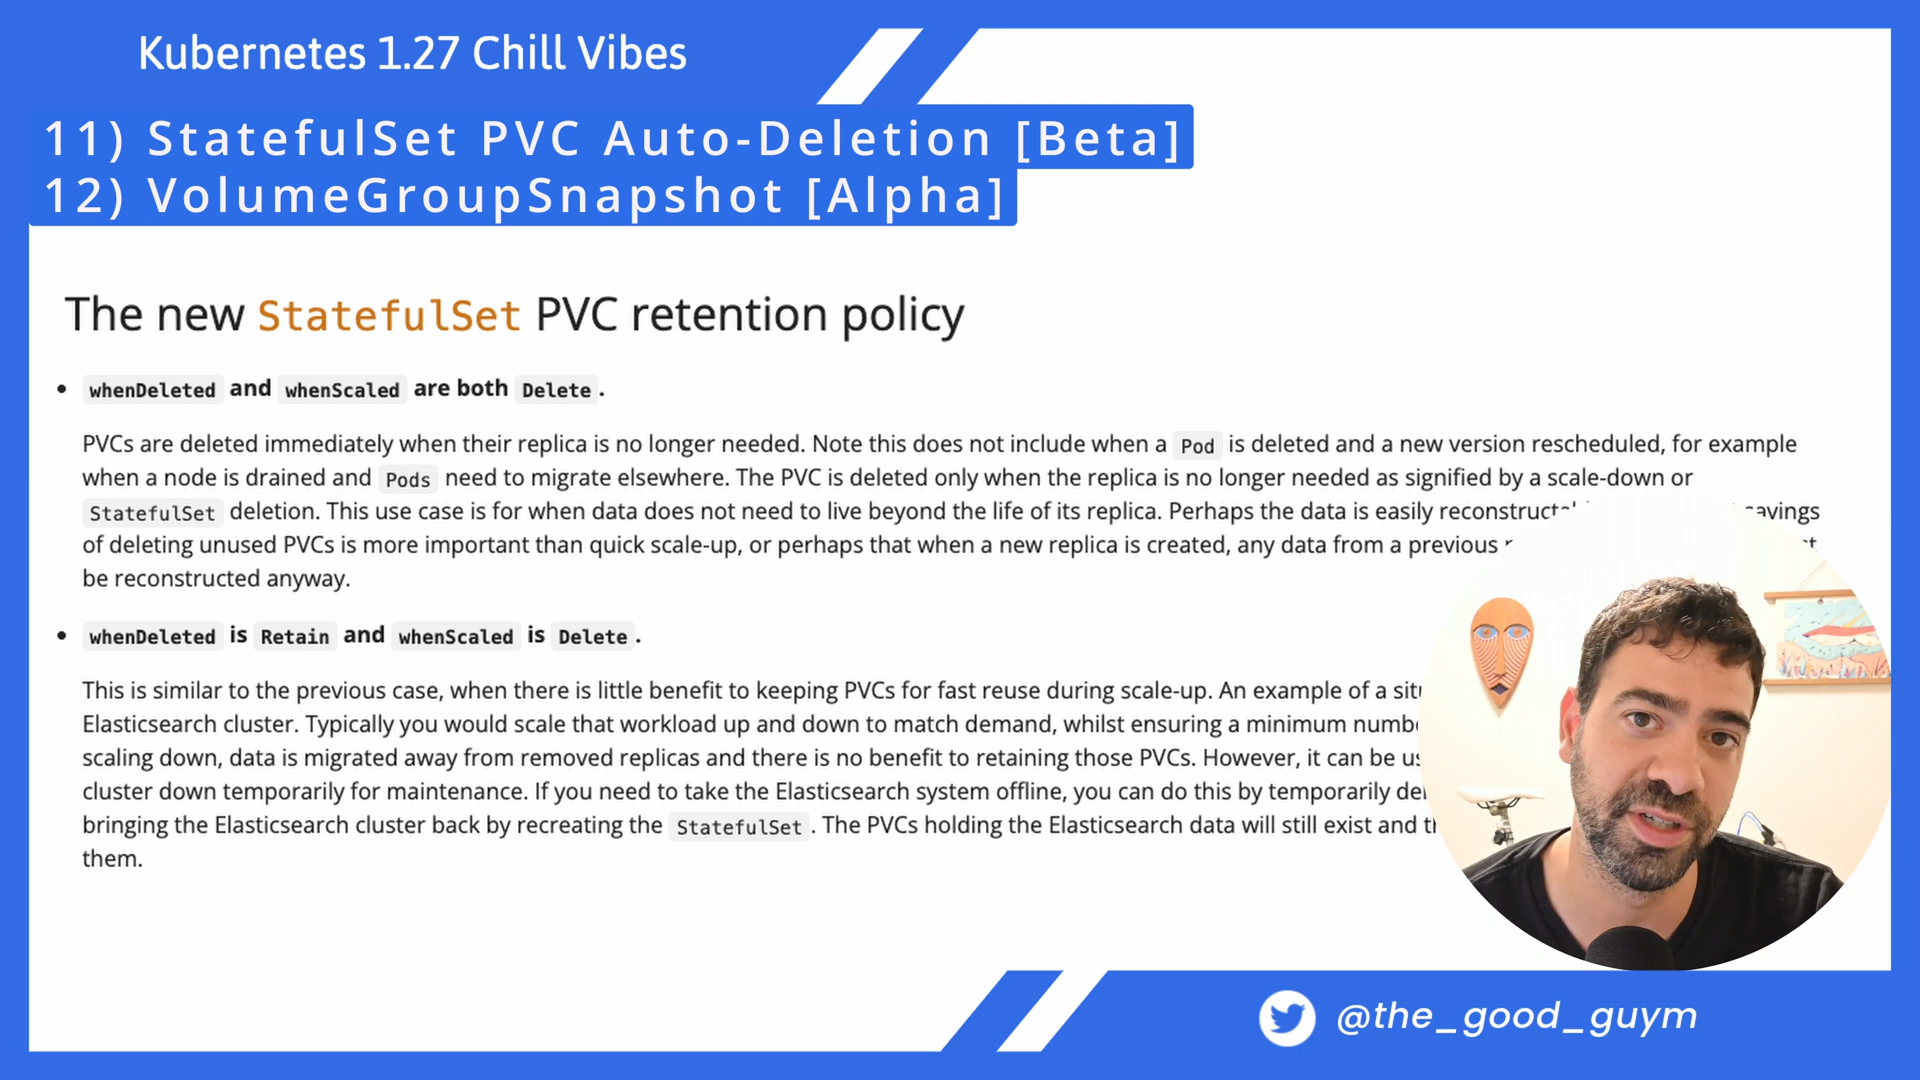 Kubernetes 1.27 Chill Vibes
11) StatefulSet PVC Auto-Deletion [Beta]
12) VolumeGroupSnapshot [Alpha]
The new StatefulSet PVC retention policy
• whenDeleted and whenScaled are both Delete.
PVCs are deleted immediately when their replica is no longer needed. Note this does not include when a Pod is deleted and a new version rescheduled, for example
when a node is drained and Pods need to migrate elsewhere. The PVC is deleted only when the replica is no longer needed as signified by a scale-down or
StatefulSet deletion. This use case is for when data does not need to live beyond the life of its replica. Perhaps the data is easily savings
of deleting unused PVCs is more important than quick scale-up, or perhaps that when a new replica is created, any data from a previous
be reconstructed anyway.
• whenDeleted is Retain and whenScaled is Delete.
This is similar to the previous case, when there is little benefit to keeping PVCs for fast reuse during scale-up. An example of a
Elasticsearch cluster. Typically you would scale that workload up and down to match demand, whilst ensuring a minimum
scaling down, data is migrated away from removed replicas and there is no benefit to retaining those PVCs. However, it can be
cluster down temporarily for maintenance. If you need to take the Elasticsearch system offline, you can do this by temporarily
bringing the Elasticsearch cluster back by recreating the StatefulSet. The PVCs holding the Elasticsearch data will still exist and
them.
@the_good_guym